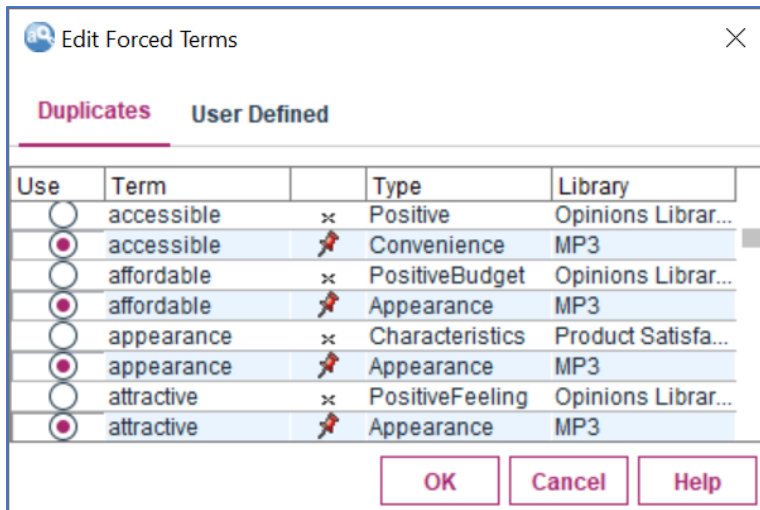 Edit Forced Terms
Duplicates User Defined
Use Term Type Library
accessible Positive Opinions Librar...
accessible Convenience MP3
affordable PositiveBudget Opinions Librar...
affordable Appearance MP3
appearance Characteristics Product Satisfa...
appearance Appearance MP3
attractive PositiveFeeling Opinions Librar...
attractive Appearance MP3
OK Cancel Help